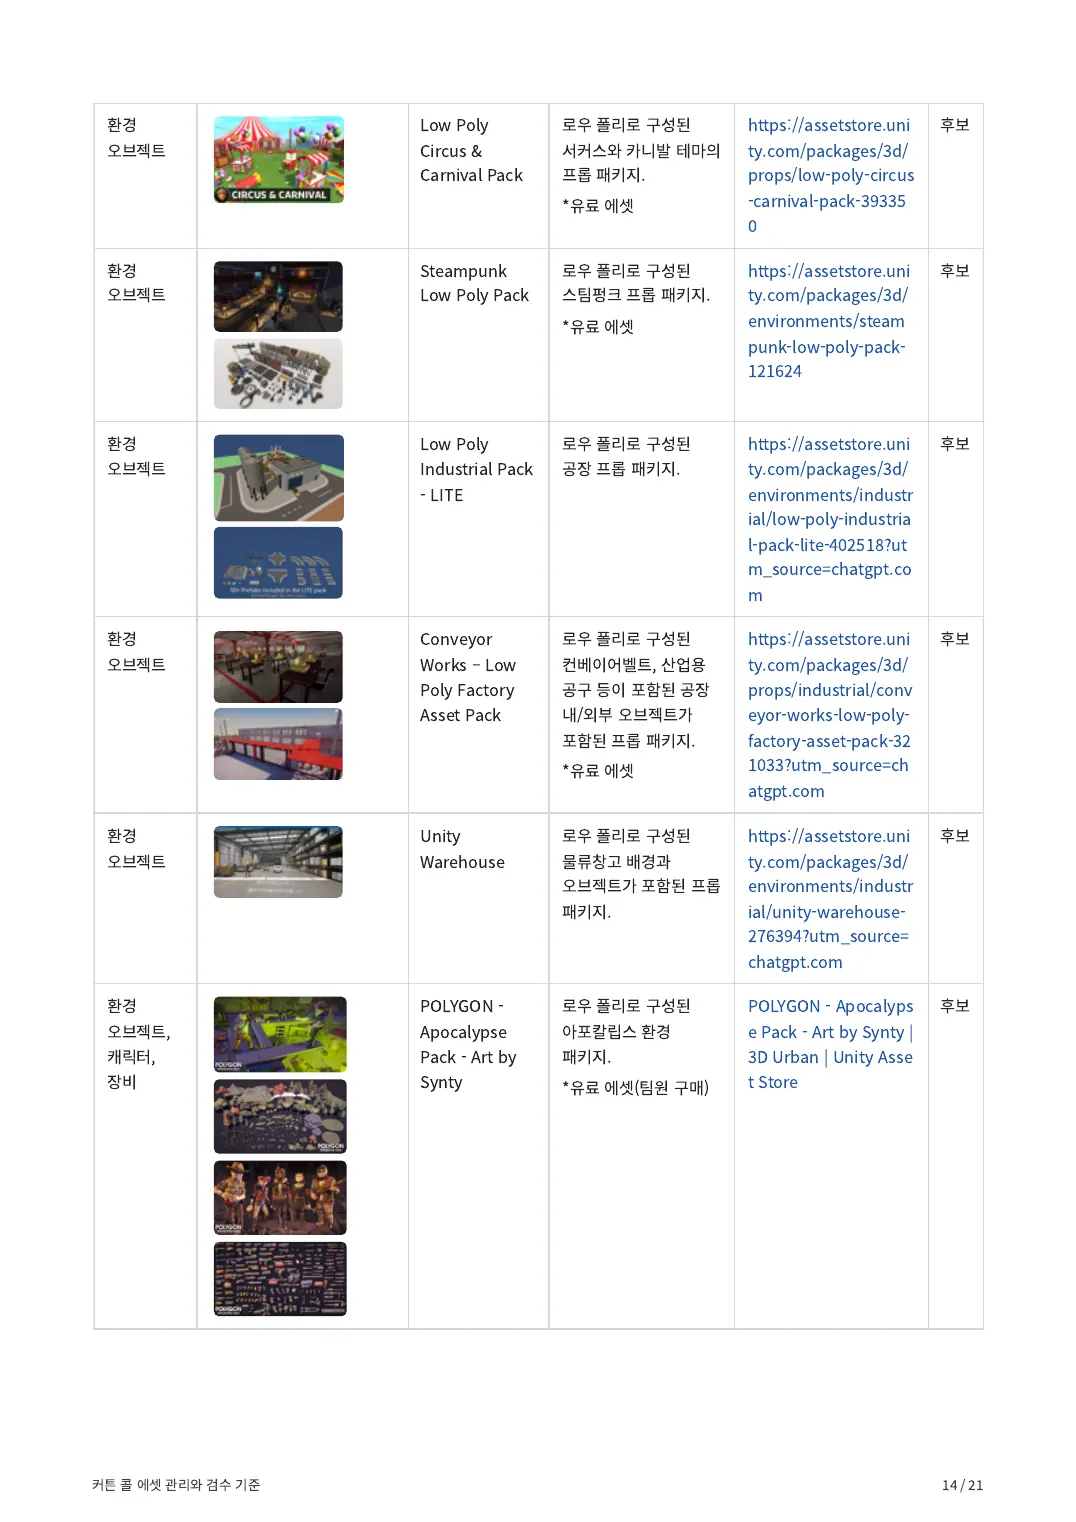 환경
오브젝트
CIRCUS & CARNIVAL
Low Poly
Circus &
Carnival Pack
로우 폴리로 구성된
서커스와 카니발 테마의
프롭 패키지.
*유료 에셋
https://assetstore.uni
ty.com/packages/3d/
props/low-poly-circus
-carnival-pack-39335
0
후보
환경
오브젝트
Steampunk
Low Poly Pack
로우 폴리로 구성된
스팀펑크 프롭 패키지.
*유료 에셋
https://assetstore.uni
ty.com/packages/3d/
environments/steam
punk-low-poly-pack-
121624
후보
환경
오브젝트
50+ Prefabs included in the LITE pack
Low Poly
Industrial Pack
- LITE
로우 폴리로 구성된
공장 프롭 패키지.
https://assetstore.uni
ty.com/packages/3d/
environments/industr
ial/low-poly-industria
l-pack-lite-402518?ut
m_source=chatgpt.co
m
후보
환경
오브젝트
Conveyor
Works – Low
Poly Factory
Asset Pack
로우 폴리로 구성된
컨베이어벨트, 산업용
공구 등이 포함된 공장
내/외부 오브젝트가
포함된 프롭 패키지.
*유료 에셋
https://assetstore.uni
ty.com/packages/3d/
props/industrial/conv
eyor-works-low-poly-
factory-asset-pack-32
1033?utm_source=ch
atgpt.com
후보
환경
오브젝트
Unity
Warehouse
로우 폴리로 구성된
물류창고 배경과
오브젝트가 포함된 프롭
패키지.
https://assetstore.uni
ty.com/packages/3d/
environments/industr
ial/unity-warehouse-
276394?utm_source=
chatgpt.com
후보
환경
오브젝트,
캐릭터,
장비
POLYGON
POLYGON
POLYGON
POLYGON
POLYGON -
Apocalypse
Pack - Art by
Synty
로우 폴리로 구성된
아포칼립스 환경
패키지.
*유료 에셋(팀원 구매)
POLYGON - Apocalyps
e Pack - Art by Synty |
3D Urban | Unity Asse
t Store
후보
커튼 콜 에셋 관리와 검수 기준
14 / 21